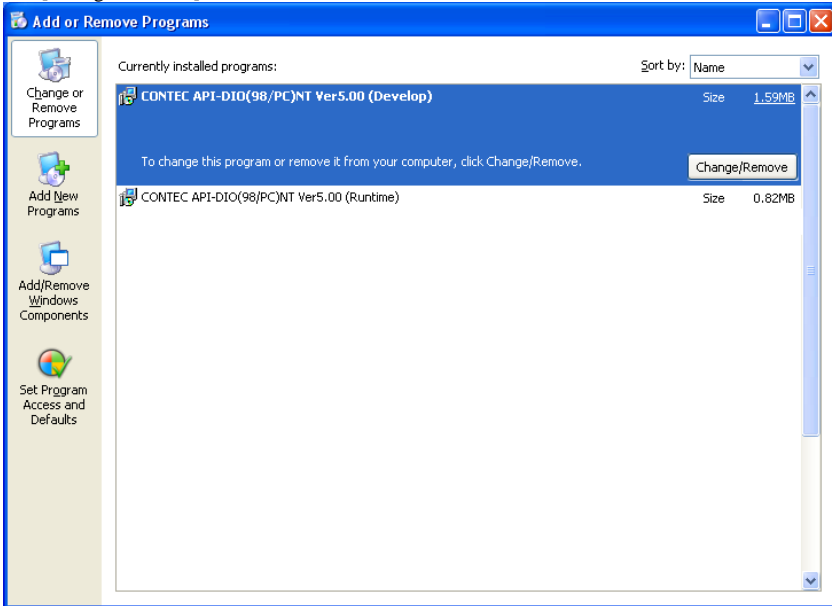 Add or Remove Programs
Change or
Remove
Programs
Add New
Programs
Add/Remove
Windows
Components
Set Program
Access and
Defaults
Currently installed programs:
Sort by: Name
CONTEC API-DIO(98/PC)NT Ver5.00 (Develop) Size 1.59MB
To change this program or remove it from your computer, click Change/Remove. Change/Remove
CONTEC API-DIO(98/PC)NT Ver5.00 (Runtime) Size 0.82MB